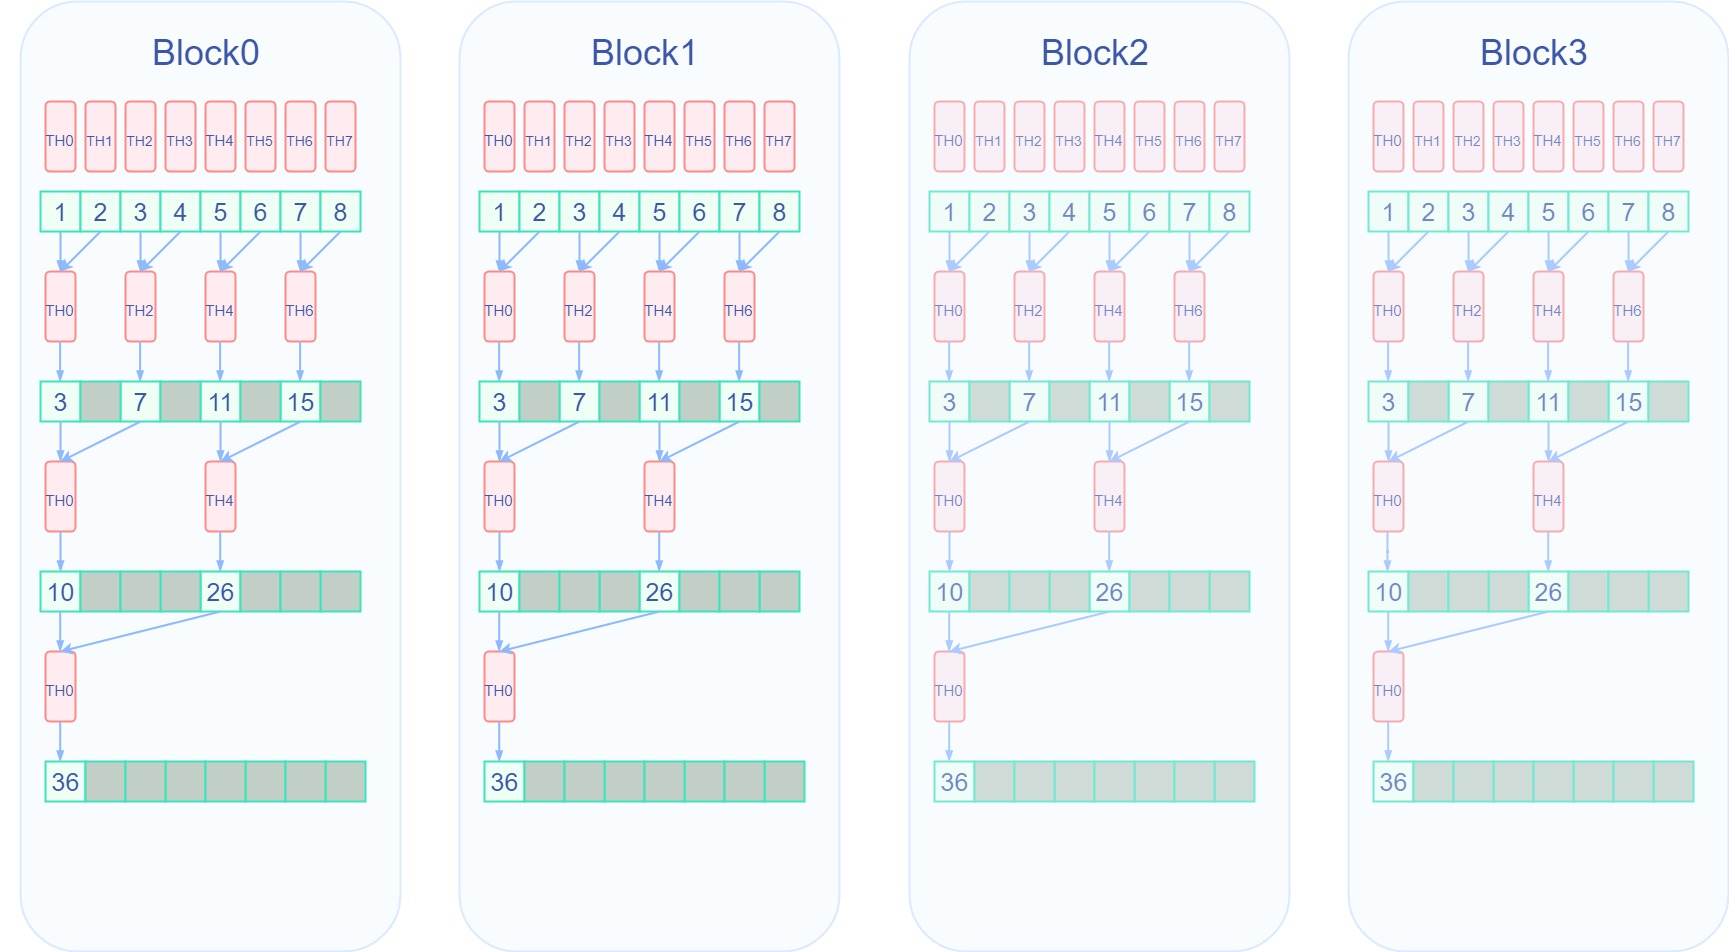 Block0 Block1 Block2 Block3
TH0 TH1 TH2 TH3 TH4 TH5 TH6 TH7 TH0 TH1 TH2 TH3 TH4 TH5 TH6 TH7 TH0 TH1 TH2 TH3 TH4 TH5 TH6 TH7 TH0 TH1 TH2 TH3 TH4 TH5 TH6 TH7
1 2 3 4 5 6 7 8 1 2 3 4 5 6 7 8 1 2 3 4 5 6 7 8 1 2 3 4 5 6 7 8
TH0 TH2 TH4 TH6 TH0 TH2 TH4 TH6 TH0 TH2 TH4 TH6 TH0 TH2 TH4 TH6
3 7 11 15 3 7 11 15 3 7 11 15 3 7 11 15
TH0 TH4 TH0 TH4 TH0 TH4 TH0 TH4
10 26 10 26 10 26 10 26
TH0 TH0 TH0 TH0
36 36 36 36